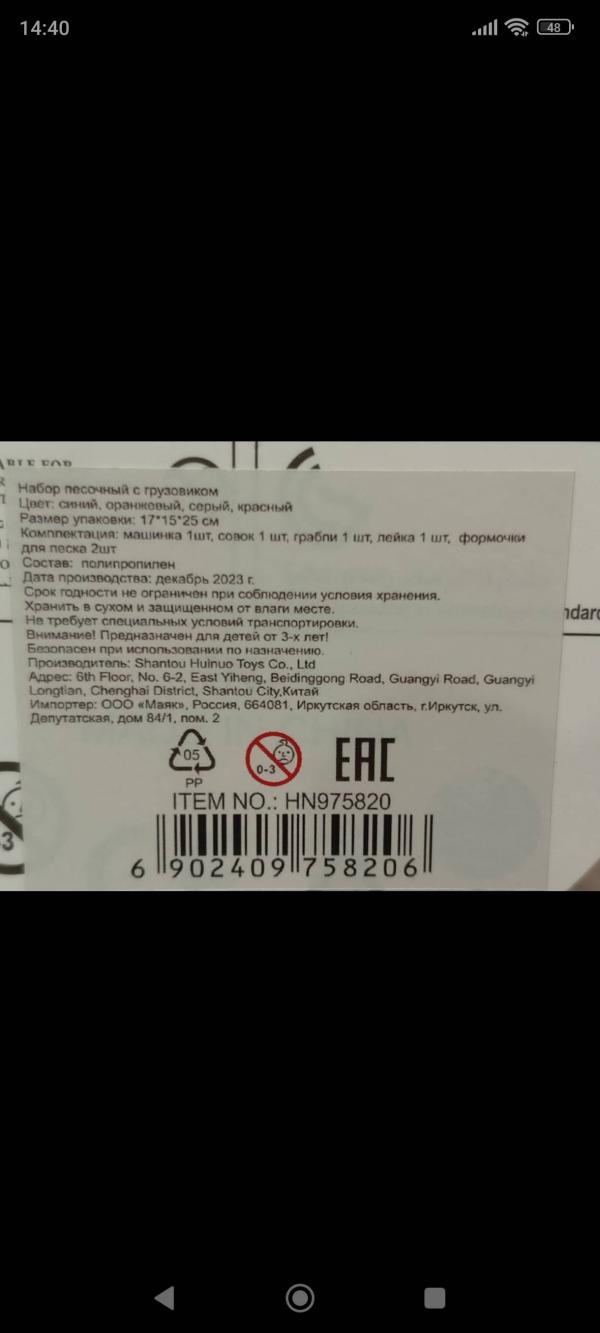 14:40
48
Набор песочный с грузовиком
Цвет: синий, оранжевый, серый, красный
Размер упаковки: 17*15*25 см
Комплектация: машинка 1шт, совок 1 шт, грабли 1 шт, лейка 1 шт, формочки
для песка 2шт
Состав: полипропилен
Дата производства: декабрь 2023 г.
Срок годности не ограничен при соблюдении условия хранения.
Хранить в сухом и защищенном от влаги месте.
Не требует специальных условий транспортировки.
Внимание! Предназначен для детей от 3-х лет!
Безопасен при использовании по назначению.
Производитель: Shantou Huinuo Toys Co., Ltd
Адрес: 6th Floor, No. 6-2, East Yiheng, Beidinggong Road, Guangyi Road, Guangyi
Longtian, Chenghai District, Shantou City,Китай
Импортер: ООО «Маяк», Россия, 664081, Иркутская область, г.Иркутск, ул.
Депутатская, дом 84/1, пом. 2
05
PP
0-3
EAC
ITEM NO.: HN975820
6 902409 758206